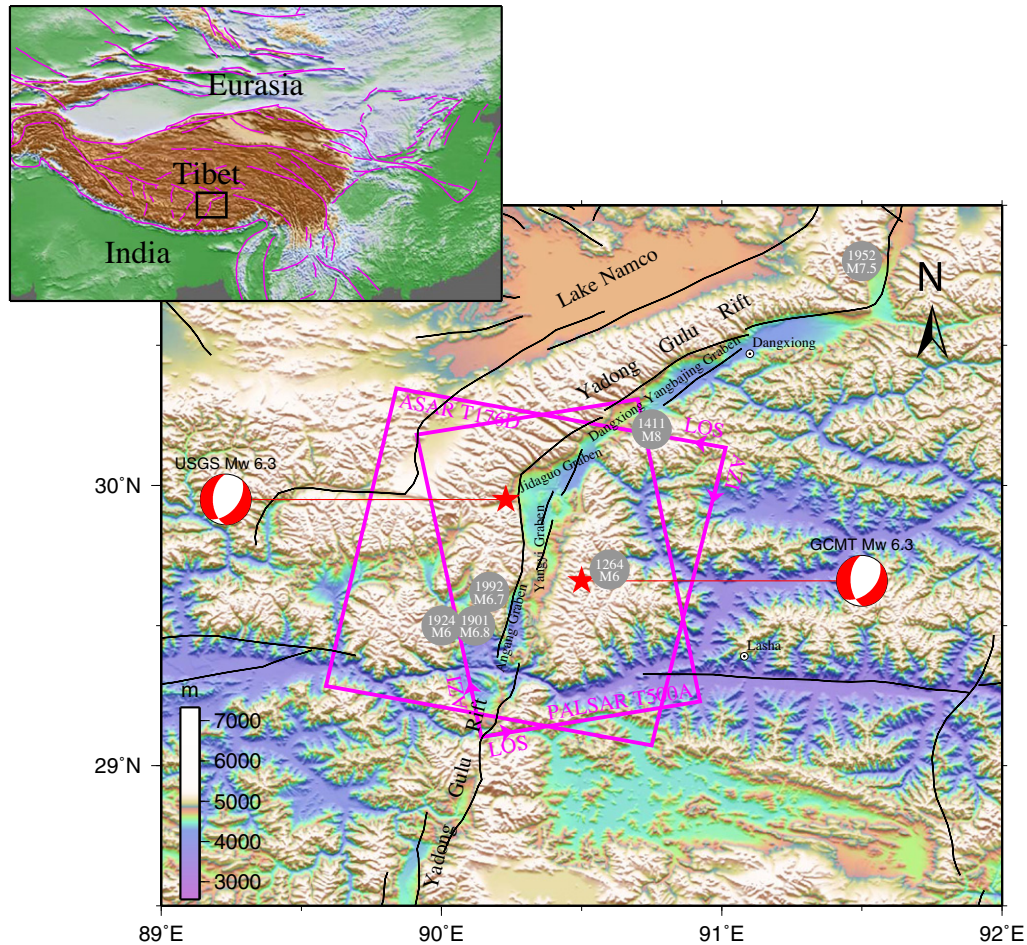 Eurasia
Tibet
India
1952
M7.5
N
Lake Namco
Yadong Gulu Rift
Dangxiong
Dangxiong Yangbajing Graben
ASAR T176D
1411
M8
LOS
AZI
USGS Mw 6.3
Jidaguo Graben
30˚N
Yangyi Graben
GCMT Mw 6.3
1264
M6
1992
M6.7
1924
M6
1901
M6.8
Angang Graben
Lasha
AZI
PALSAR T500A
LOS
Yadong Gulu Rift
29˚N
m
7000
6000
5000
4000
3000
89˚E
90˚E
91˚E
92˚E